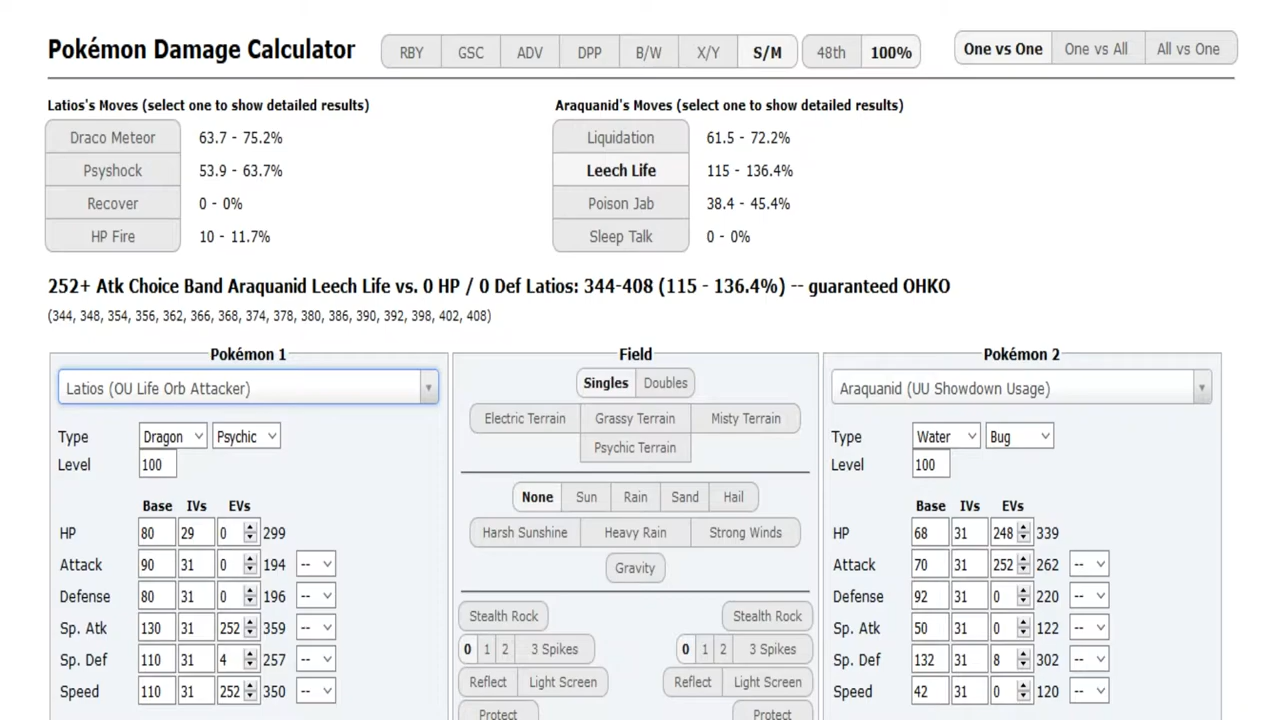 Pokémon Damage Calculator RBY GSC ADV DPP B/W X/Y S/M 48th 100% One vs One One vs All All vs One
Latios's Moves (select one to show detailed results) Araquanid's Moves (select one to show detailed results)
Draco Meteor 63.7 - 75.2% Liquidation 61.5 - 72.2%
Psyshock 53.9 - 63.7% Leech Life 115 - 136.4%
Recover 0 - 0% Poison Jab 38.4 - 45.4%
HP Fire 10 - 11.7% Sleep Talk 0 - 0%
252+ Atk Choice Band Araquanid Leech Life vs. 0 HP / 0 Def Latios: 344-408 (115 - 136.4%) -- guaranteed OHKO
(344, 348, 354, 356, 362, 366, 368, 374, 378, 380, 386, 390, 392, 398, 402, 408)
Pokémon 1 Field Pokémon 2
Latios (OU Life Orb Attacker) Singles Doubles Araquanid (UU Showdown Usage)
Electric Terrain Grassy Terrain Misty Terrain
Type Dragon Psychic Psychic Terrain Type Water Bug
Level 100 Level 100
Base IVs EVs None Sun Rain Sand Hail Base IVs EVs
HP 80 29 0 299 Harsh Sunshine Heavy Rain Strong Winds HP 68 31 248 339
Attack 90 31 0 194 -- Gravity Attack 70 31 252 262 --
Defense 80 31 0 196 -- Defense 92 31 0 220 --
Stealth Rock Stealth Rock
Sp. Atk 130 31 252 359 -- Sp. Atk 50 31 0 122 --
0 1 2 3 Spikes 0 1 2 3 Spikes
Sp. Def 110 31 4 257 -- Sp. Def 132 31 8 302 --
Reflect Light Screen Reflect Light Screen
Speed 110 31 252 350 -- Speed 42 31 0 120 --
Protect Protect